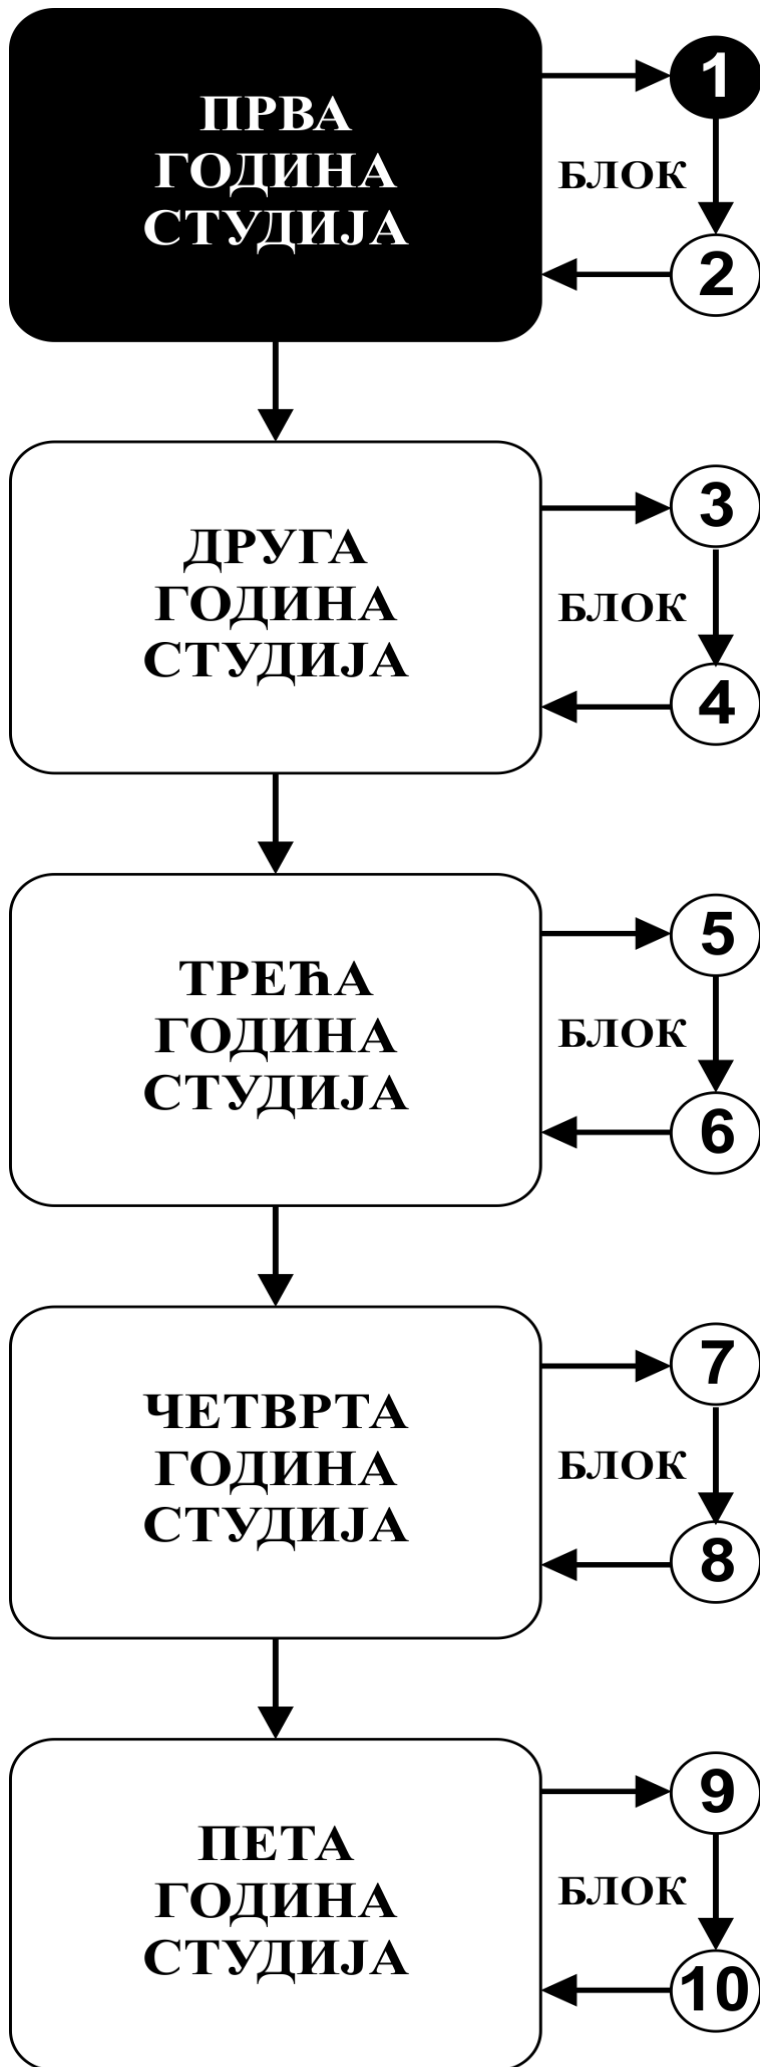 ПРВА
ГОДИНА
СТУДИЈА
1
БЛОК
2
ДРУГА
ГОДИНА
СТУДИЈА
3
БЛОК
4
ТРЕЋА
ГОДИНА
СТУДИЈА
5
БЛОК
6
ЧЕТВРТА
ГОДИНА
СТУДИЈА
7
БЛОК
8
ПЕТА
ГОДИНА
СТУДИЈА
9
БЛОК
10